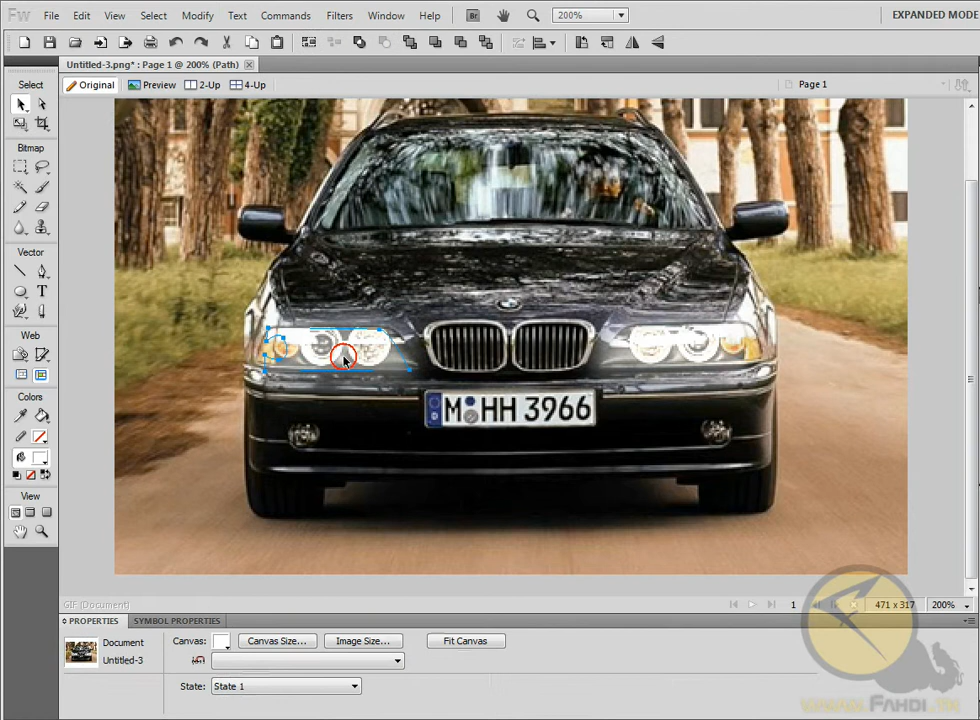 Fw File Edit View Select Modify Text Commands Filters Window Help Br 200% EXPANDED MODE
Untitled-3.png* : Page 1 @ 200% (Path)
Original Preview 2-Up 4-Up Page 1
Select
Bitmap
Vector
T
Web
Colors
View
M HH 3966
GIF (Document) 1 471 x 317 200%
PROPERTIES SYMBOL PROPERTIES
Document Canvas: Canvas Size... Image Size... Fit Canvas
Untitled-3
State: State 1